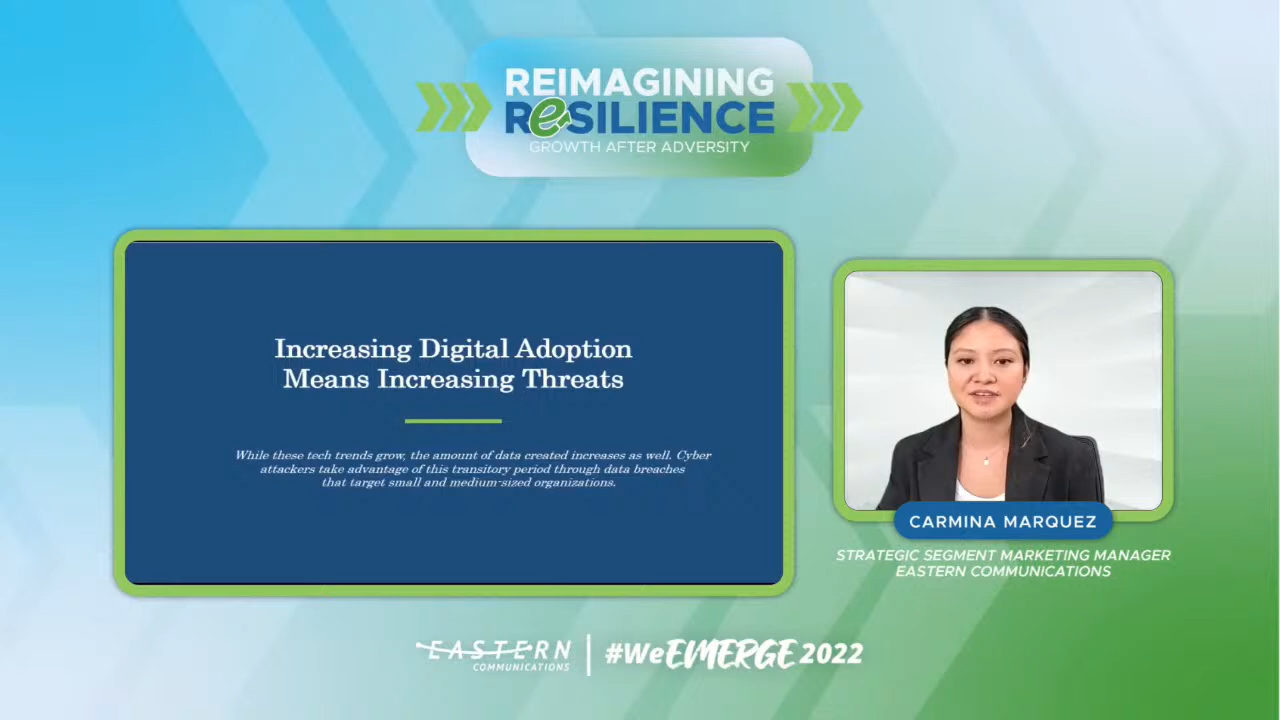 REIMAGINING
ReSILIENCE
GROWTH AFTER ADVERSITY
Increasing Digital Adoption
Means Increasing Threats
While these tech trends grow, the amount of data created increases as well. Cyber
attackers take advantage of this transitory period through data breaches
that target small and medium-sized organizations.
CARMINA MARQUEZ
STRATEGIC SEGMENT MARKETING MANAGER
EASTERN COMMUNICATIONS
EASTERN
COMMUNICATIONS
#WeEMERGE 2022